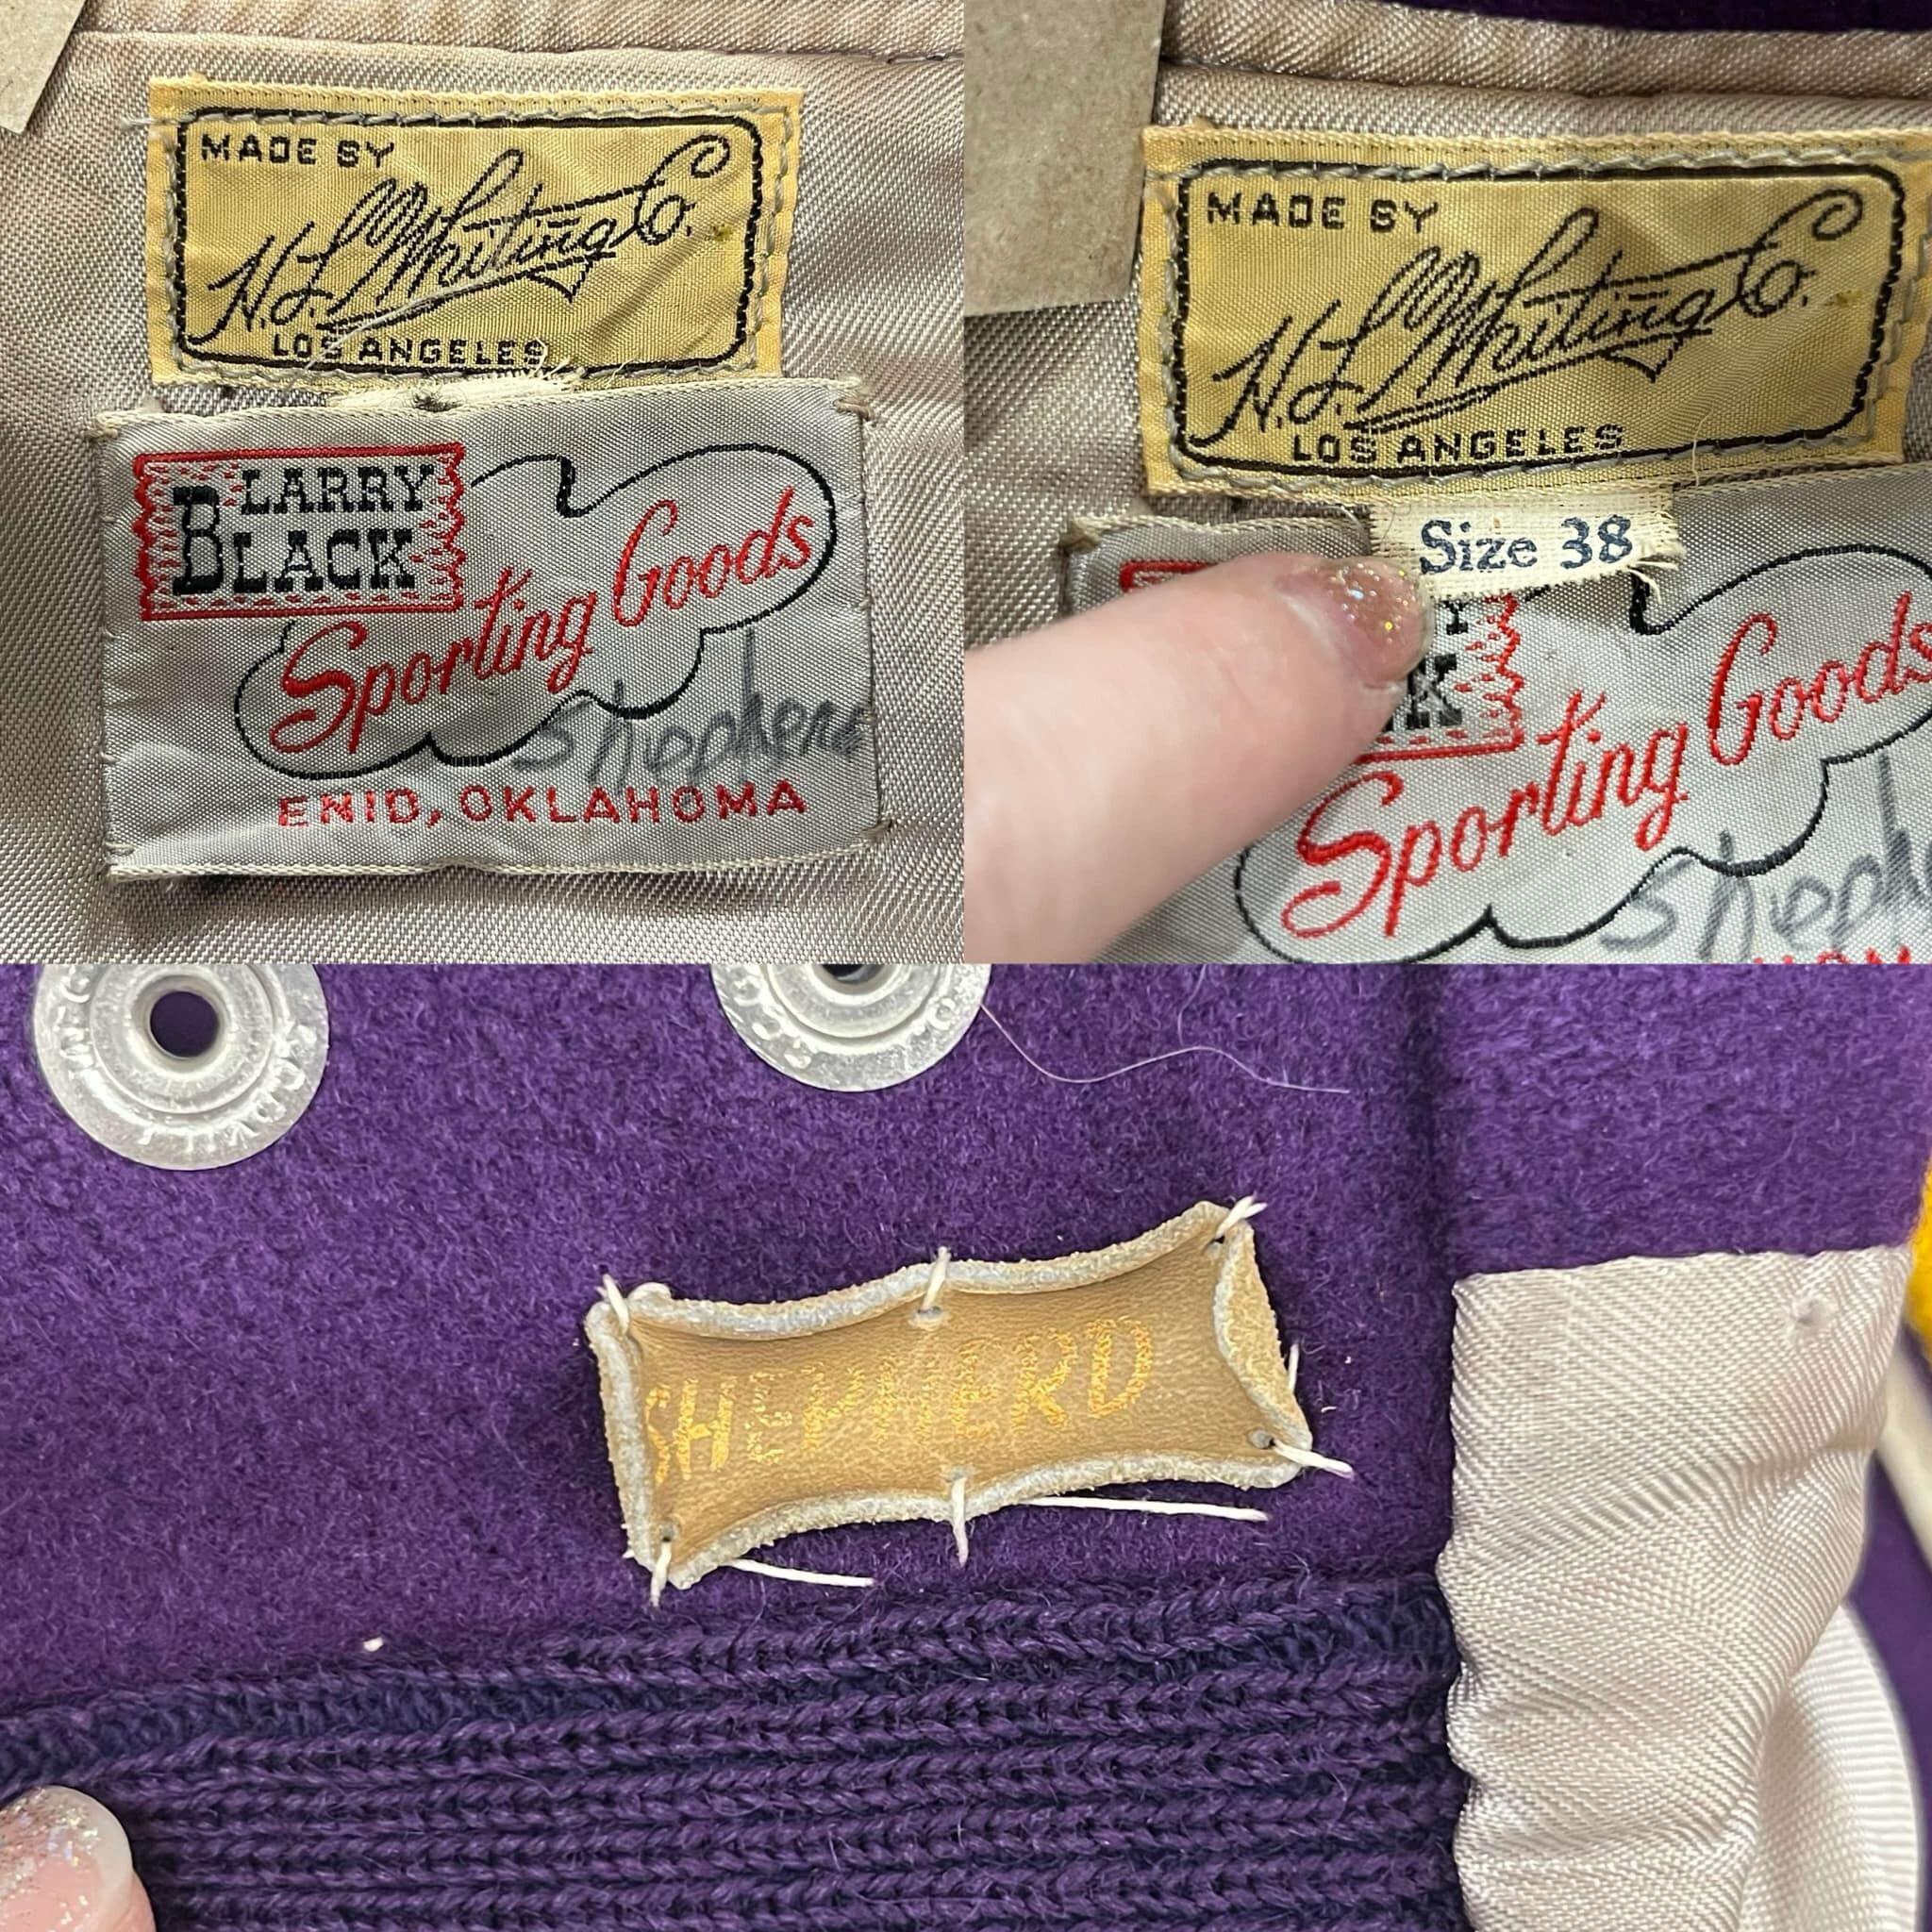 MADE BY
H.L. Whiting Co.
LOS ANGELES
LARRY
BLACK
Sporting Goods
Shepherd
ENID, OKLAHOMA
MADE BY
H.L. Whiting Co.
LOS ANGELES
Size 38
Y
K
Sporting Goods
Sheph
SHEPHERD